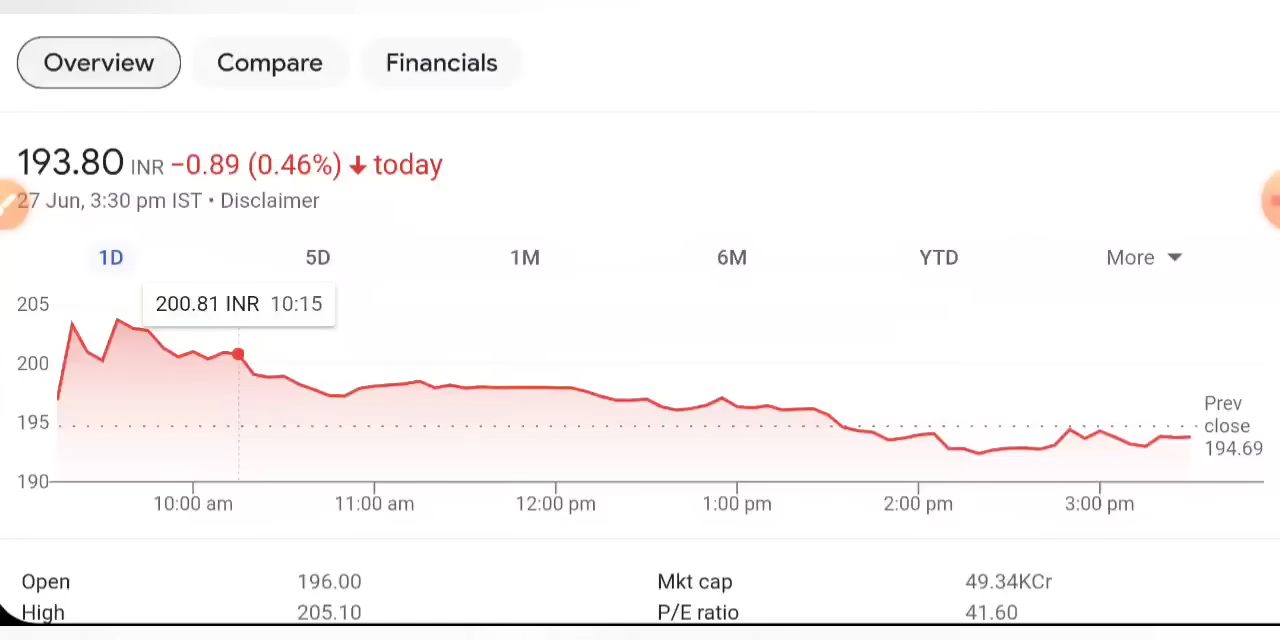 Overview Compare Financials
193.80 INR −0.89 (0.46%) ↓ today
27 Jun, 3:30 pm IST • Disclaimer
1D 5D 1M 6M YTD More
200.81 INR 10:15
205
200
195
190
Prev
close
194.69
10:00 am 11:00 am 12:00 pm 1:00 pm 2:00 pm 3:00 pm
Open 196.00 Mkt cap 49.34KCr
High 205.10 P/E ratio 41.60